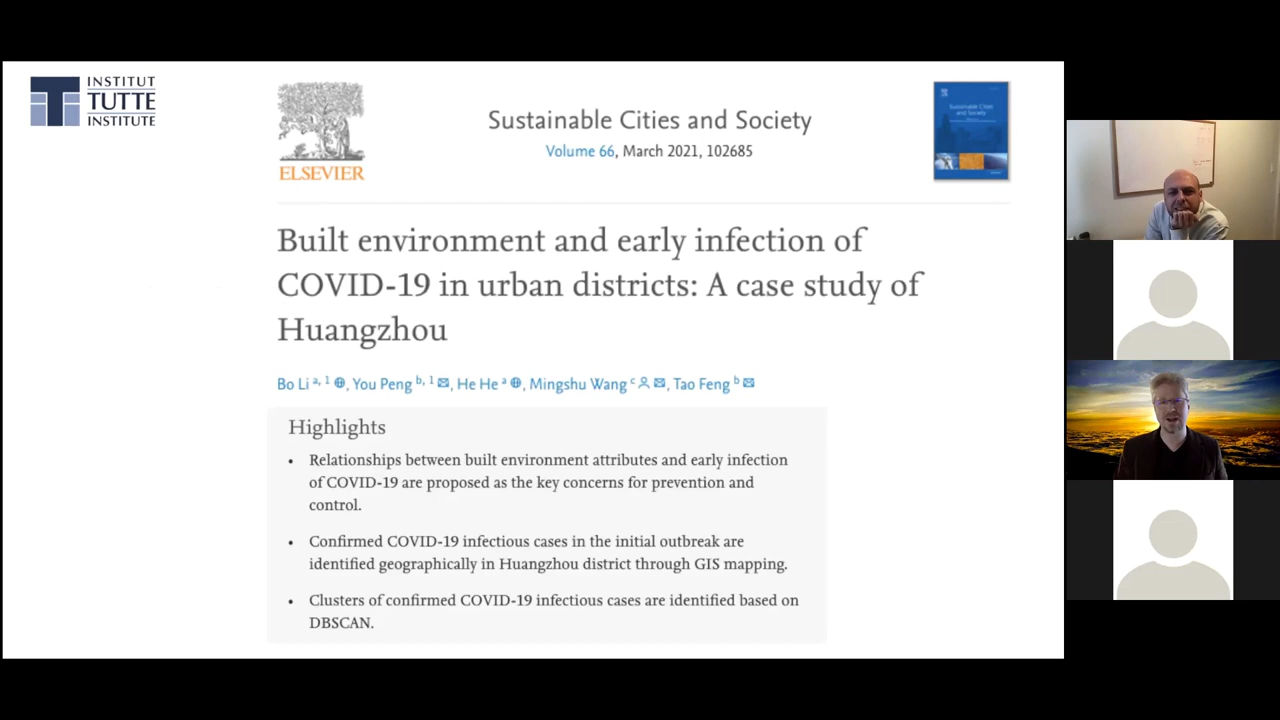 INSTITUT
TUTTE
INSTITUTE
ELSEVIER
Sustainable Cities and Society
Volume 66, March 2021, 102685
Sustainable Cities
and Society
Built environment and early infection of
COVID-19 in urban districts: A case study of
Huangzhou
Bo Li a, 1, You Peng b, 1, He He a, Mingshu Wang c, Tao Feng b
Highlights
• Relationships between built environment attributes and early infection
of COVID-19 are proposed as the key concerns for prevention and
control.
• Confirmed COVID-19 infectious cases in the initial outbreak are
identified geographically in Huangzhou district through GIS mapping.
• Clusters of confirmed COVID-19 infectious cases are identified based on
DBSCAN.